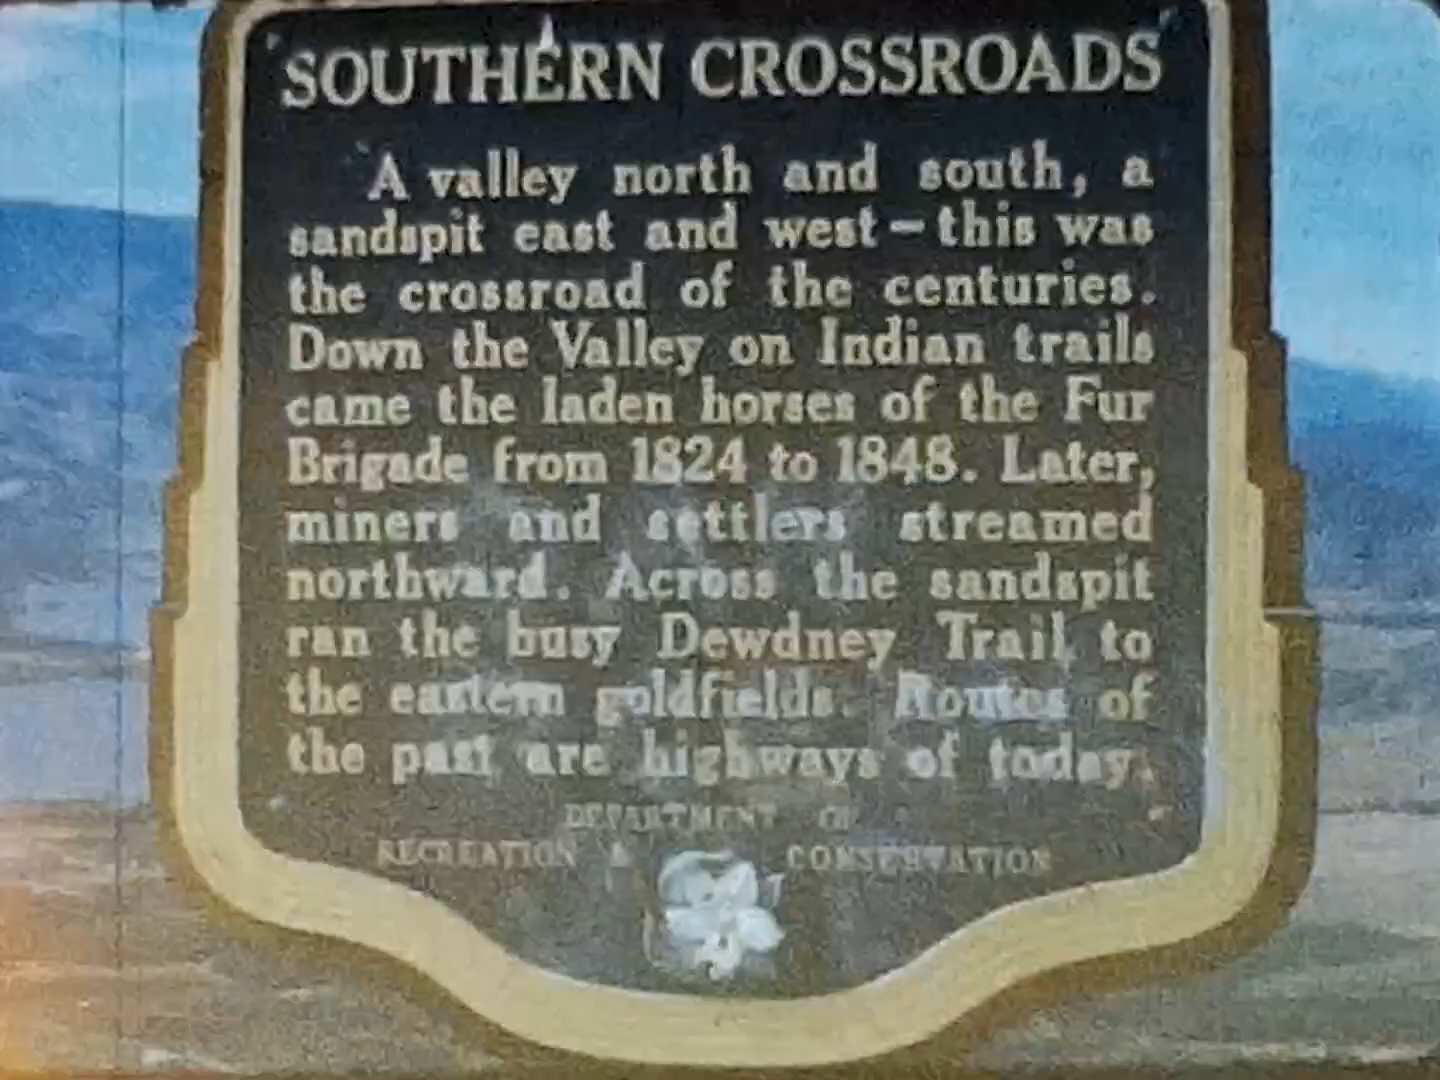 SOUTHERN CROSSROADS
A valley north and south, a
sandspit east and west – this was
the crossroad of the centuries.
Down the Valley on Indian trails
came the laden horses of the Fur
Brigade from 1824 to 1848. Later,
miners and settlers streamed
northward. Across the sandspit
ran the busy Dewdney Trail to
the eastern goldfields. Routes of
the past are highways of today.
DEPARTMENT OF
RECREATION & CONSERVATION